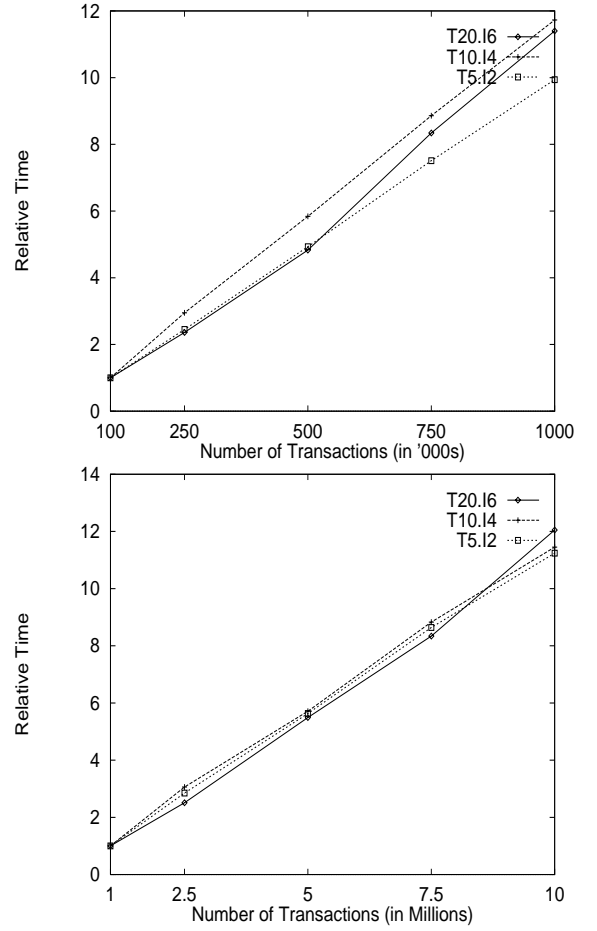 12
10
8
6
4
2
0
Relative Time
T20.I6
T10.I4
T5.I2
100 250 500 750 1000
Number of Transactions (in '000s)
14
12
10
8
6
4
2
0
Relative Time
T20.I6
T10.I4
T5.I2
1 2.5 5 7.5 10
Number of Transactions (in Millions)